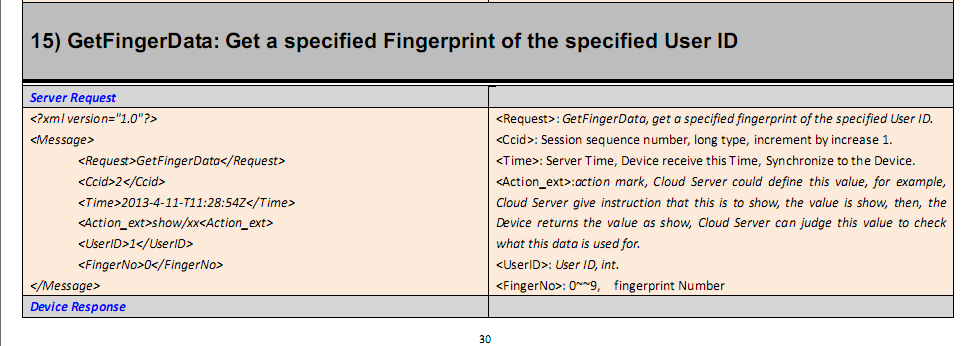 15) GetFingerData: Get a specified Fingerprint of the specified User ID
Server Request
<?xml version="1.0"?>
<Message>
<Request>GetFingerData</Request>
<Ccid>2</Ccid>
<Time>2013-4-11-T11:28:54Z</Time>
<Action_ext>show/xx<Action_ext>
<UserID>1</UserID>
<FingerNo>0</FingerNo>
</Message>
<Request>: GetFingerData, get a specified fingerprint of the specified User ID.
<Ccid>: Session sequence number, long type, increment by increase 1.
<Time>: Server Time, Device receive this Time, Synchronize to the Device.
<Action_ext>:action mark, Cloud Server could define this value, for example,
Cloud Server give instruction that this is to show, the value is show, then, the
Device returns the value as show, Cloud Server can judge this value to check
what this data is used for.
<UserID>: User ID, int.
<FingerNo>: 0~~9, fingerprint Number
Device Response
30